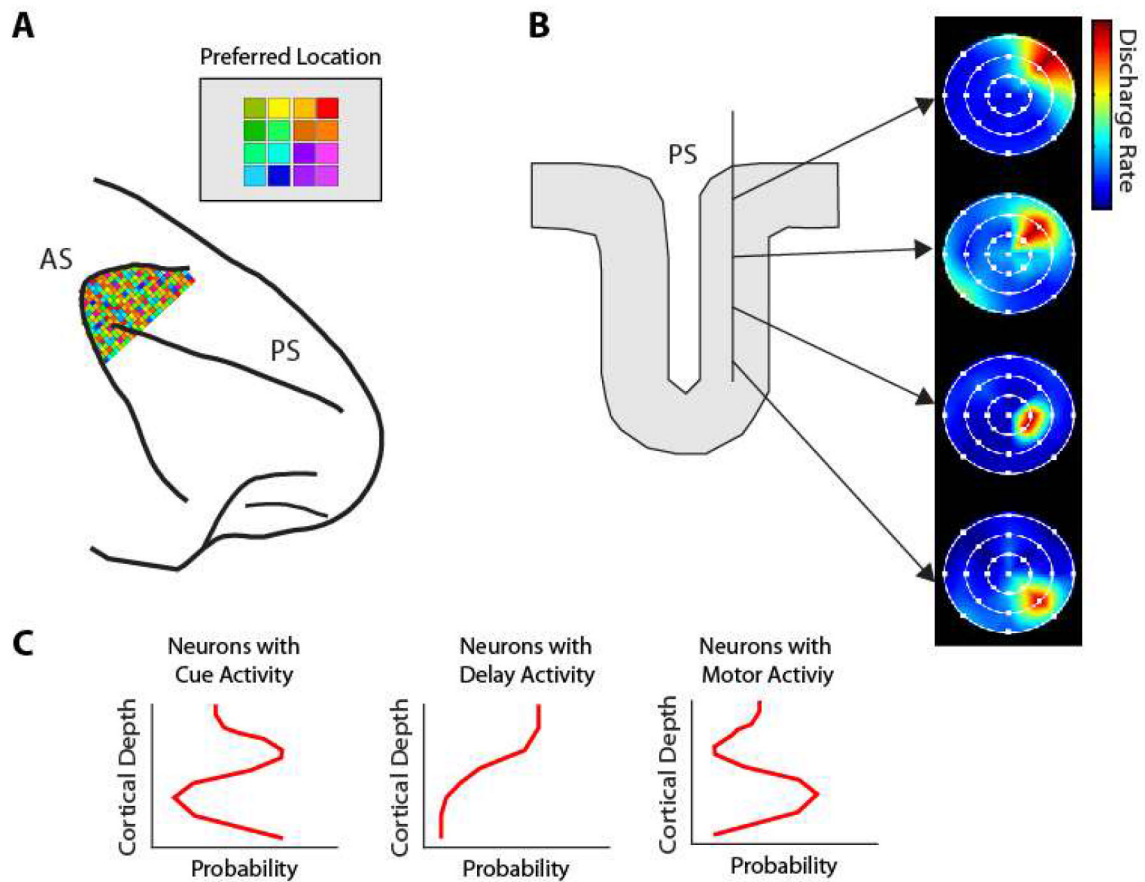 A
Preferred Location
AS
PS
B
PS
Discharge Rate
C
Neurons with
Cue Activity
Cortical Depth
Probability
Neurons with
Delay Activity
Cortical Depth
Probability
Neurons with
Motor Activiy
Cortical Depth
Probability